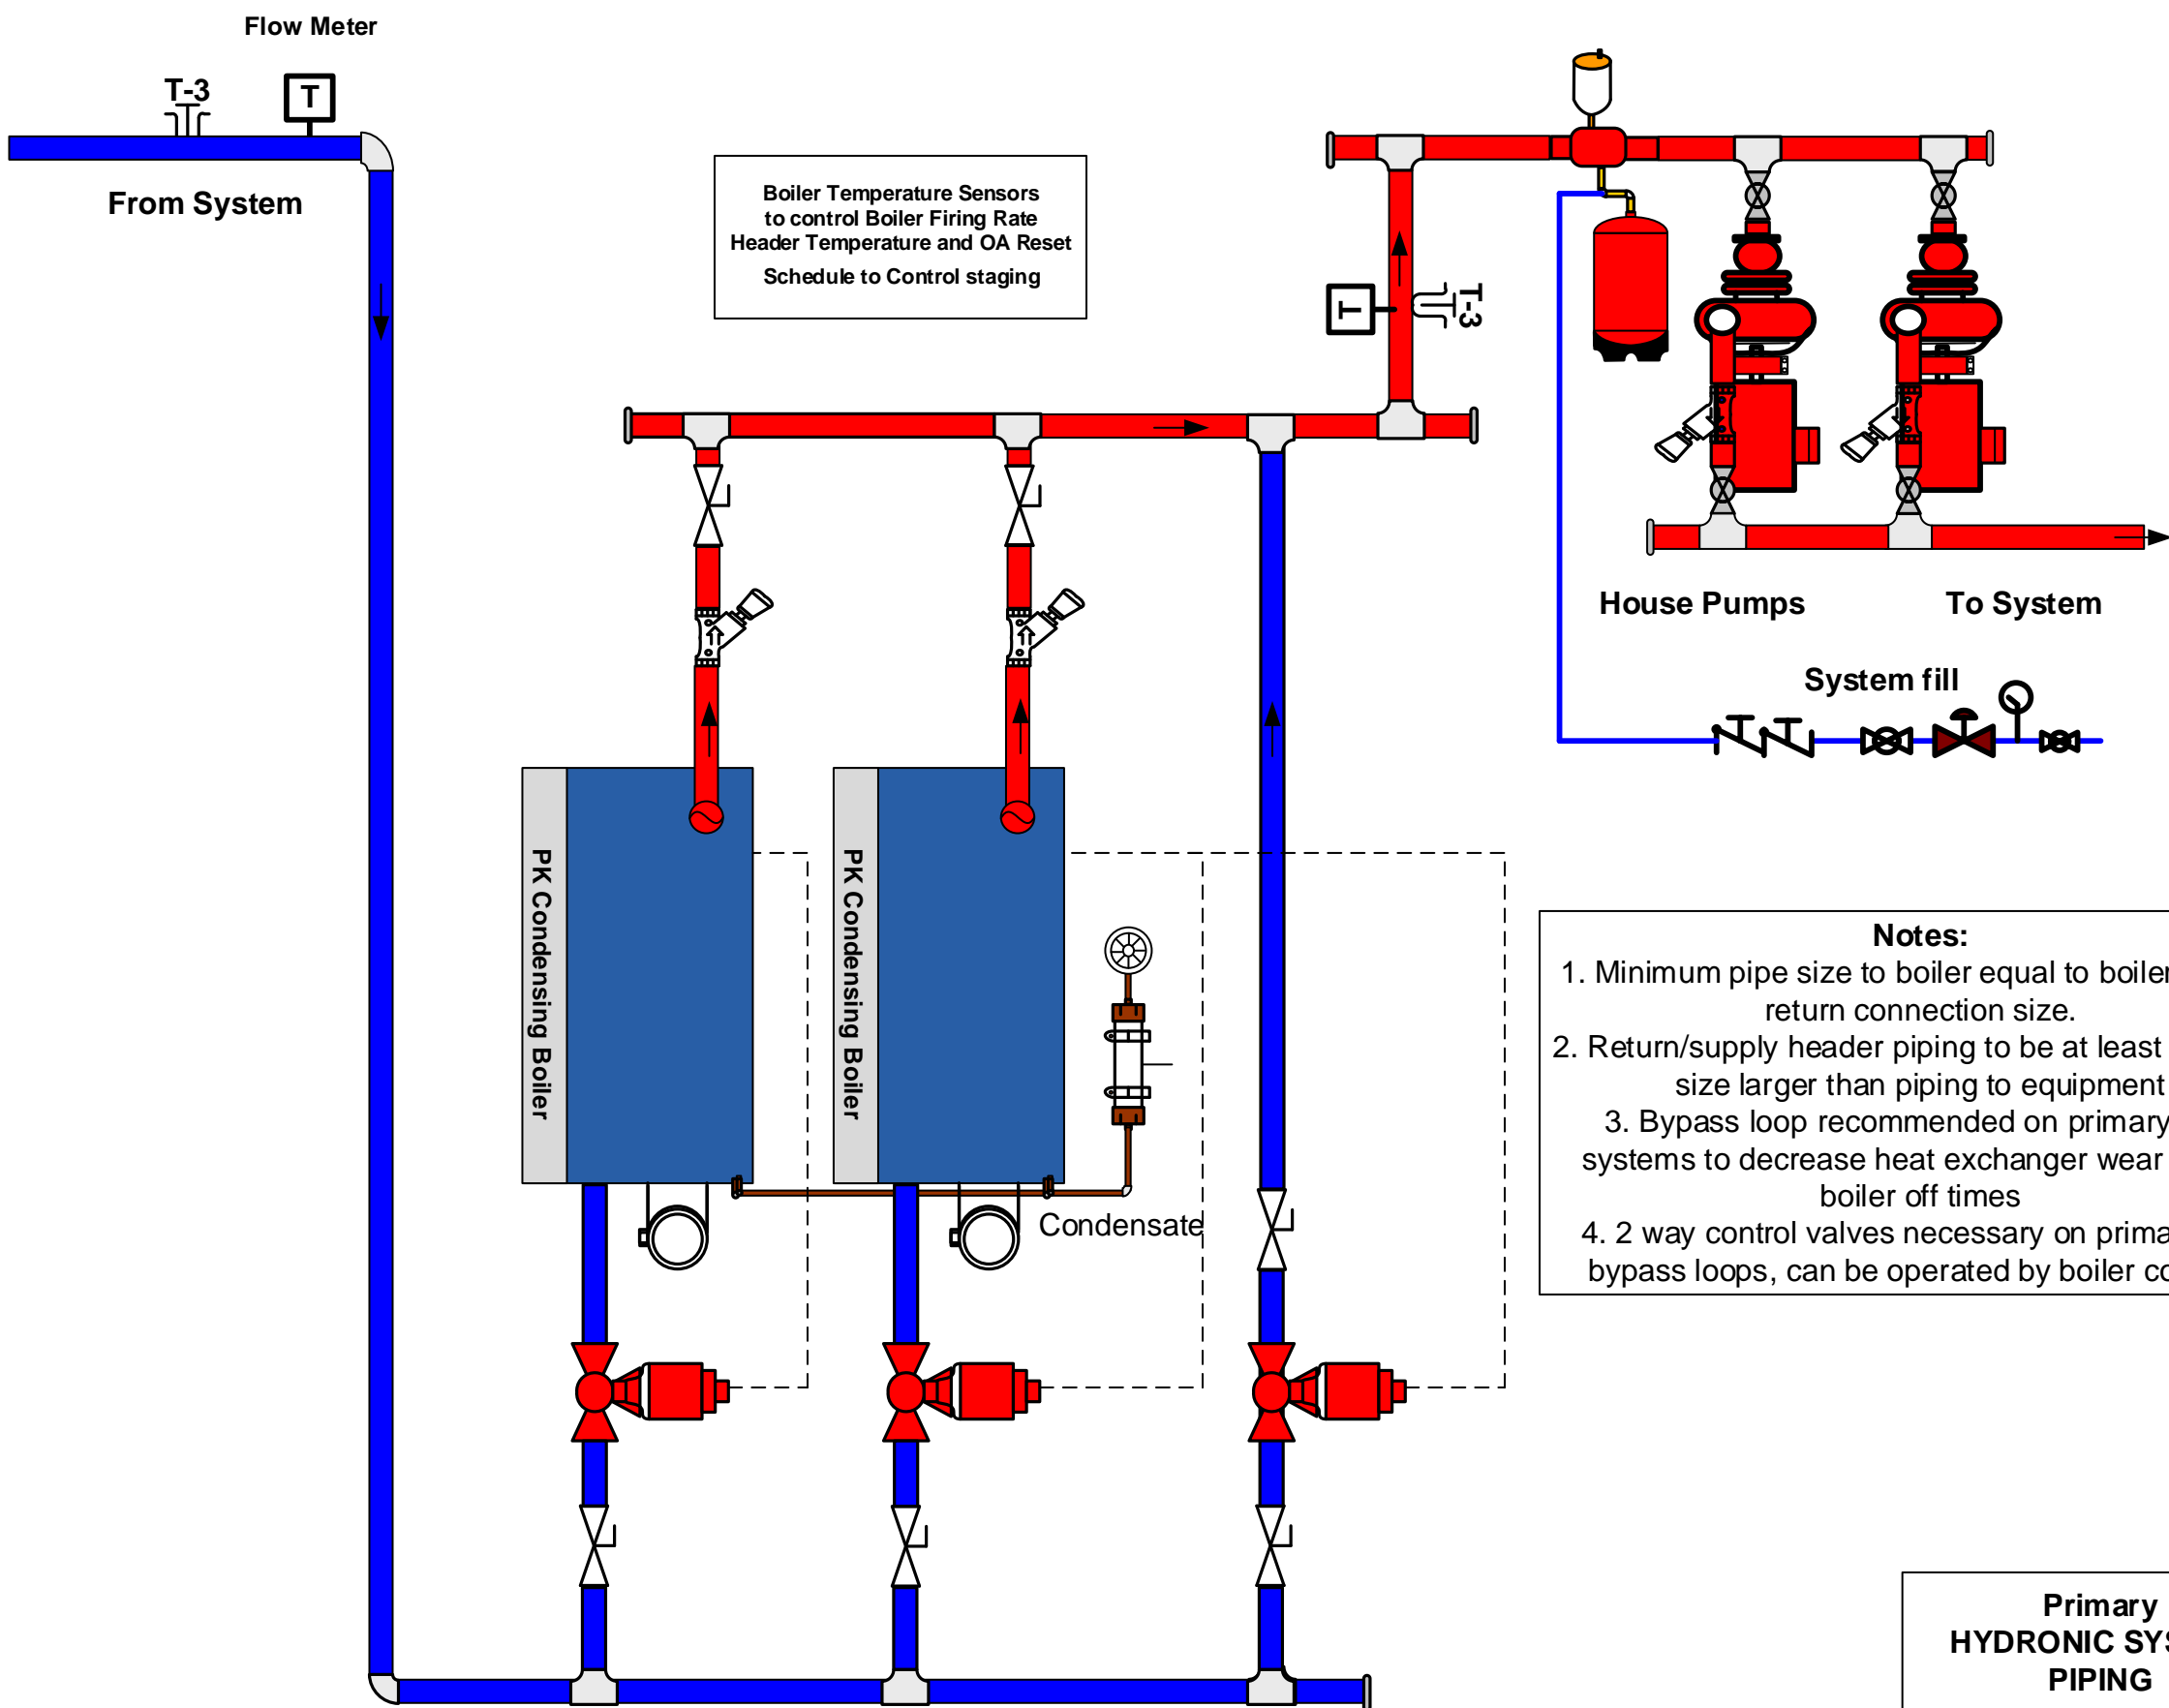 Flow Meter
T-3
T
From System
Boiler Temperature Sensors
to control Boiler Firing Rate
Header Temperature and OA Reset
Schedule to Control staging
T
T-3
House Pumps
To System
System fill
PK Condensing Boiler
PK Condensing Boiler
Condensate
Notes:
1. Minimum pipe size to boiler equal to boiler
return connection size.
2. Return/supply header piping to be at least
size larger than piping to equipment
3. Bypass loop recommended on primary
systems to decrease heat exchanger wear
boiler off times
4. 2 way control valves necessary on prima
bypass loops, can be operated by boiler co
Primary
HYDRONIC SYS
PIPING